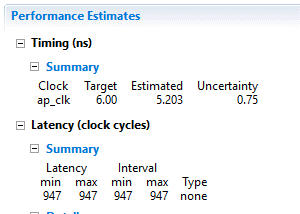 Performance Estimates
Timing (ns)
Summary
Clock Target Estimated Uncertainty
ap_clk 6.00 5.203 0.75
Latency (clock cycles)
Summary
Latency Interval
min max min max Type
947 947 947 947 none